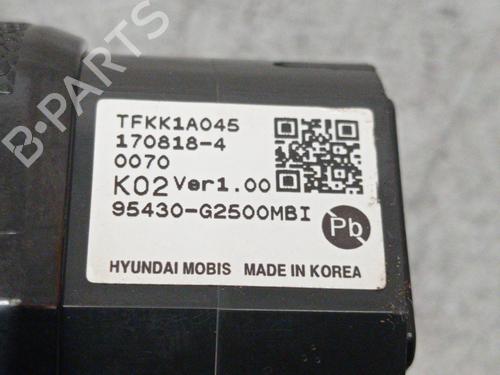 B-PARTS
TFKK1A045
170818-4
0070
K02 Ver1.00
95430-G2500MBI
Pb
HYUNDAI MOBIS MADE IN KOREA